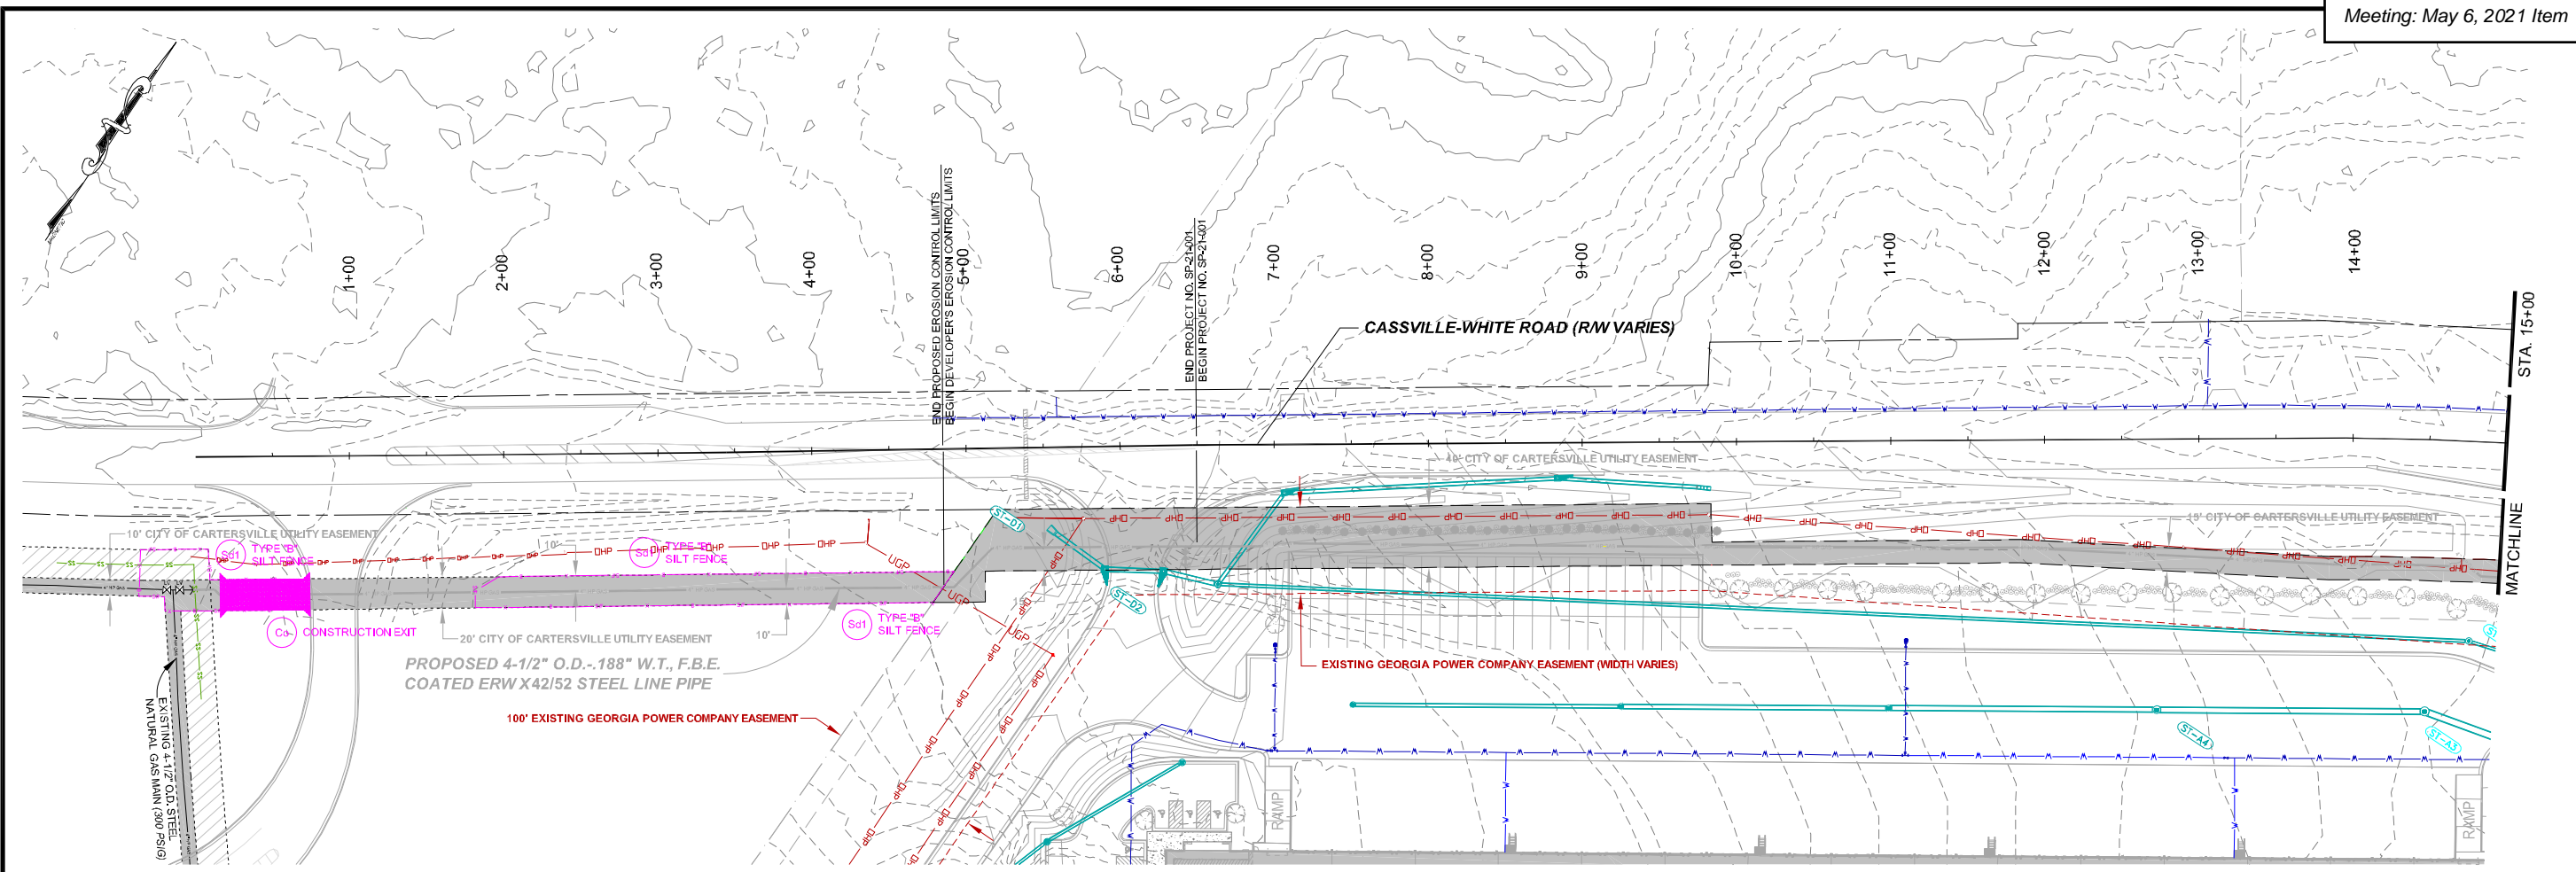 Meeting: May 6, 2021 Item
END PROPOSED EROSION CONTROL LIMITS
BEGIN DEVELOPER'S EROSION CONTROL LIMITS
END PROJECT NO. SP-21-001
BEGIN PROJECT NO. SP-21-001
1+00
2+00
3+00
4+00
5+00
6+00
7+00
8+00
9+00
10+00
11+00
12+00
13+00
14+00
CASSVILLE-WHITE ROAD (R/W VARIES)
STA. 15+00
MATCHLINE
40' CITY OF CARTERSVILLE UTILITY EASEMENT
10' CITY OF CARTERSVILLE UTILITY EASEMENT
Sd1
TYPE "B"
SILT FENCE
10'
Sd1
TYPE "B"
SILT FENCE
Co
CONSTRUCTION EXIT
20' CITY OF CARTERSVILLE UTILITY EASEMENT
10'
Sd1
TYPE "B"
SILT FENCE
PROPOSED 4-1/2" O.D.-.188" W.T., F.B.E.
COATED ERW X42/52 STEEL LINE PIPE
100' EXISTING GEORGIA POWER COMPANY EASEMENT
EXISTING GEORGIA POWER COMPANY EASEMENT (WIDTH VARIES)
EXISTING 4-1/2" O.D. STEEL
NATURAL GAS MAIN (300 PSIG)
OHP
UGP
UGP
UGP
ST-D1
ST-D2
ST-A4
ST-A3
RAMP
RAMP